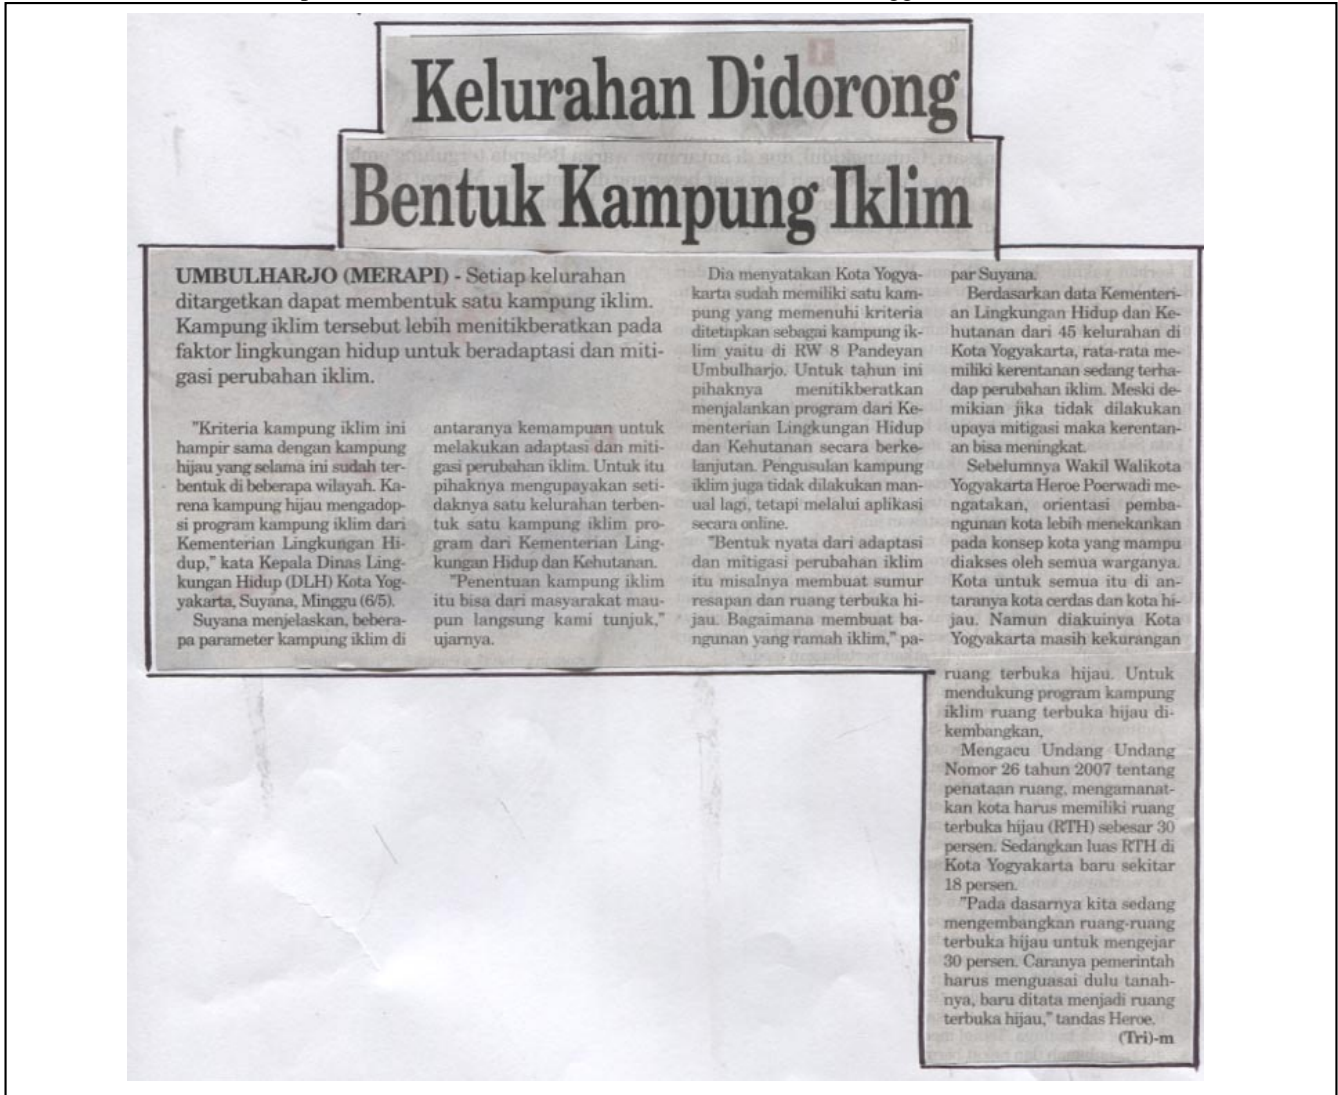 Kelurahan Didorong
Bentuk Kampung Iklim
UMBULHARJO (MERAPI) - Setiap kelurahan
ditargetkan dapat membentuk satu kampung iklim.
Kampung iklim tersebut lebih menitikberatkan pada
faktor lingkungan hidup untuk beradaptasi dan miti-
gasi perubahan iklim.
"Kriteria kampung iklim ini
hampir sama dengan kampung
hijau yang selama ini sudah ter-
bentuk di beberapa wilayah. Ka-
rena kampung hijau mengadop-
si program kampung iklim dari
Kementerian Lingkungan Hi-
dup," kata Kepala Dinas Ling-
kungan Hidup (DLH) Kota Yog-
yakarta, Suyana, Minggu (6/5).
Suyana menjelaskan, bebera-
pa parameter kampung iklim di
antaranya kemampuan untuk
melakukan adaptasi dan miti-
gasi perubahan iklim. Untuk itu
pihaknya mengupayakan seti-
daknya satu kelurahan terben-
tuk satu kampung iklim pro-
gram dari Kementerian Ling-
kungan Hidup dan Kehutanan.
"Penentuan kampung iklim
itu bisa dari masyarakat mau-
pun langsung kami tunjuk,"
ujarnya.
Dia menyatakan Kota Yogya-
karta sudah memiliki satu kam-
pung yang memenuhi kriteria
ditetapkan sebagai kampung ik-
lim yaitu di RW 8 Pandeyan
Umbulharjo. Untuk tahun ini
pihaknya menitikberatkan
menjalankan program dari Ke-
menterian Lingkungan Hidup
dan Kehutanan secara berke-
lanjutan. Pengusulan kampung
iklim juga tidak dilakukan man-
ual lagi, tetapi melalui aplikasi
secara online.
"Bentuk nyata dari adaptasi
dan mitigasi perubahan iklim
itu misalnya membuat sumur
resapan dan ruang terbuka hi-
jau. Bagaimana membuat ba-
ngunan yang ramah iklim," pa-
par Suyana.
Berdasarkan data Kementeri-
an Lingkungan Hidup dan Ke-
hutanan dari 45 kelurahan di
Kota Yogyakarta, rata-rata me-
miliki kerentanan sedang terha-
dap perubahan iklim. Meski de-
mikian jika tidak dilakukan
upaya mitigasi maka kerentan-
an bisa meningkat.
Sebelumnya Wakil Walikota
Yogyakarta Heroe Poerwadi me-
ngatakan, orientasi pemba-
ngunan kota lebih menekankan
pada konsep kota yang mampu
diakses oleh semua warganya.
Kota untuk semua itu di an-
taranya kota cerdas dan kota hi-
jau. Namun diakuinya Kota
Yogyakarta masih kekurangan
ruang terbuka hijau. Untuk
mendukung program kampung
iklim ruang terbuka hijau di-
kembangkan,
Mengacu Undang Undang
Nomor 26 tahun 2007 tentang
penataan ruang, mengamanat-
kan kota harus memiliki ruang
terbuka hijau (RTH) sebesar 30
persen. Sedangkan luas RTH di
Kota Yogyakarta baru sekitar
18 persen.
"Pada dasarnya kita sedang
mengembangkan ruang-ruang
terbuka hijau untuk mengejar
30 persen. Caranya pemerintah
harus menguasai dulu tanah-
nya, baru ditata menjadi ruang
terbuka hijau," tandas Heroe.
(Tri)-m